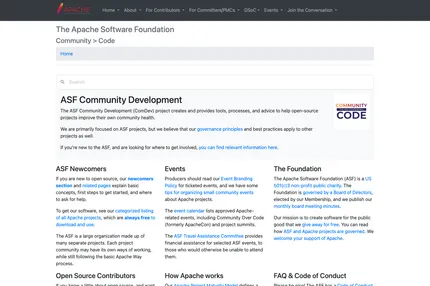 APACHE
Home About For Contributors For Committers/PMCs GSoC Events Join the Conversation
The Apache Software Foundation
Community > Code
Home
Search
ASF Community Development
The ASF Community Development (ComDev) project creates and provides tools, processes, and advice to help open-source
projects improve their own community health.
We are primarily focused on ASF projects, but we believe that our governance principles and best practices apply to other
projects as well.
If you're new to the ASF, and are looking for where to get involved, you can find relevant information here.
COMMUNITY
CODE
ASF Newcomers
If you are new to open source, our newcomers
section and related pages explain basic
concepts, first steps to get started, and where
to ask for help.
To get our software, see our categorized listing
of all Apache projects, which are always free to
download and use.
The ASF is a large organization made up of
many separate projects. Each project
community may have its own ways of working,
while still following the basic Apache Way
process.
Open Source Contributors
Events
Producers should read our Event Branding
Policy for ticketed events, and we have some
tips for organizing small community events
about Apache projects.
The event calendar lists approved Apache-
related events, including Community Over Code
(formerly ApacheCon) and project summits.
The ASF Travel Assistance Committee provides
financial assistance for selected ASF events, to
those who would otherwise be unable to attend
them.
How Apache works
The Foundation
The Apache Software Foundation (ASF) is a US
501(c)3 non-profit public charity. The
Foundation is governed by a Board of Directors,
elected by our Membership, and publish our
monthly board meeting minutes.
Our mission is to create software for the public
good that we give away for free. You can read
how ASF and Apache projects are governed. We
welcome your support of Apache.
FAQ & Code of Conduct